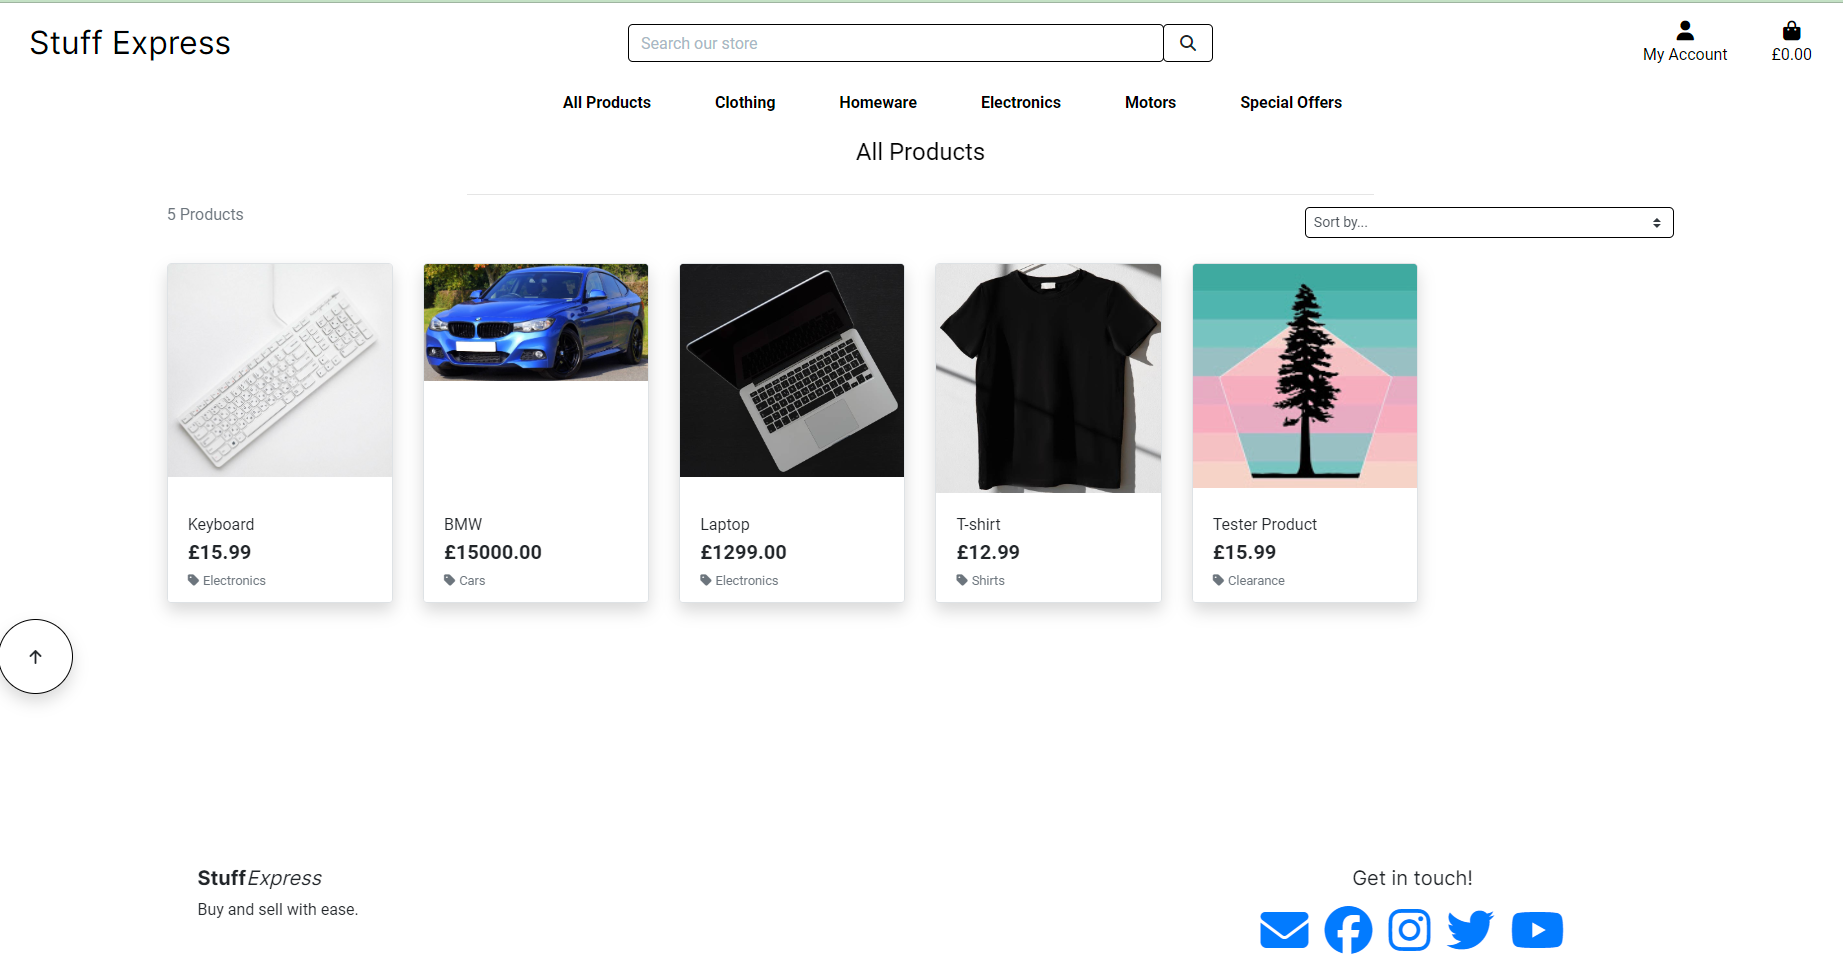 Stuff Express
Search our store
My Account
£0.00
All Products
Clothing
Homeware
Electronics
Motors
Special Offers
All Products
5 Products
Sort by...
Keyboard
£15.99
Electronics
BMW
£15000.00
Cars
Laptop
£1299.00
Electronics
T-shirt
£12.99
Shirts
Tester Product
£15.99
Clearance
StuffExpress
Buy and sell with ease.
Get in touch!